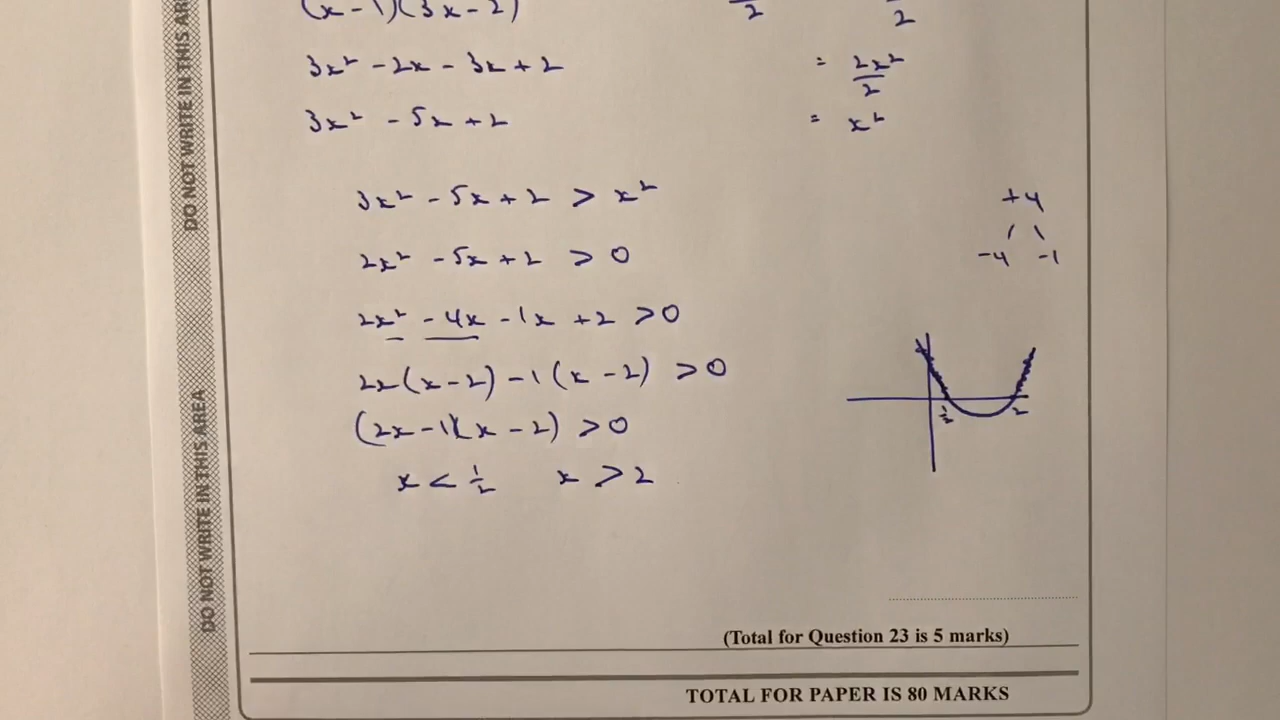 (x-1)(3x-2)
2
2
3x² - 2x - 3x + 2
= 2x²
2
3x² - 5x + 2
= x²
3x² - 5x + 2 > x²
+4
2x² - 5x + 2 > 0
-4 -1
2x² - 4x - 1x + 2 > 0
2x(x-2) - 1(x-2) > 0
1/2 2
(2x-1)(x-2) > 0
x < 1/2 x > 2
(Total for Question 23 is 5 marks)
TOTAL FOR PAPER IS 80 MARKS
DO NOT WRITE IN THIS AREA
DO NOT WRITE IN THIS AREA